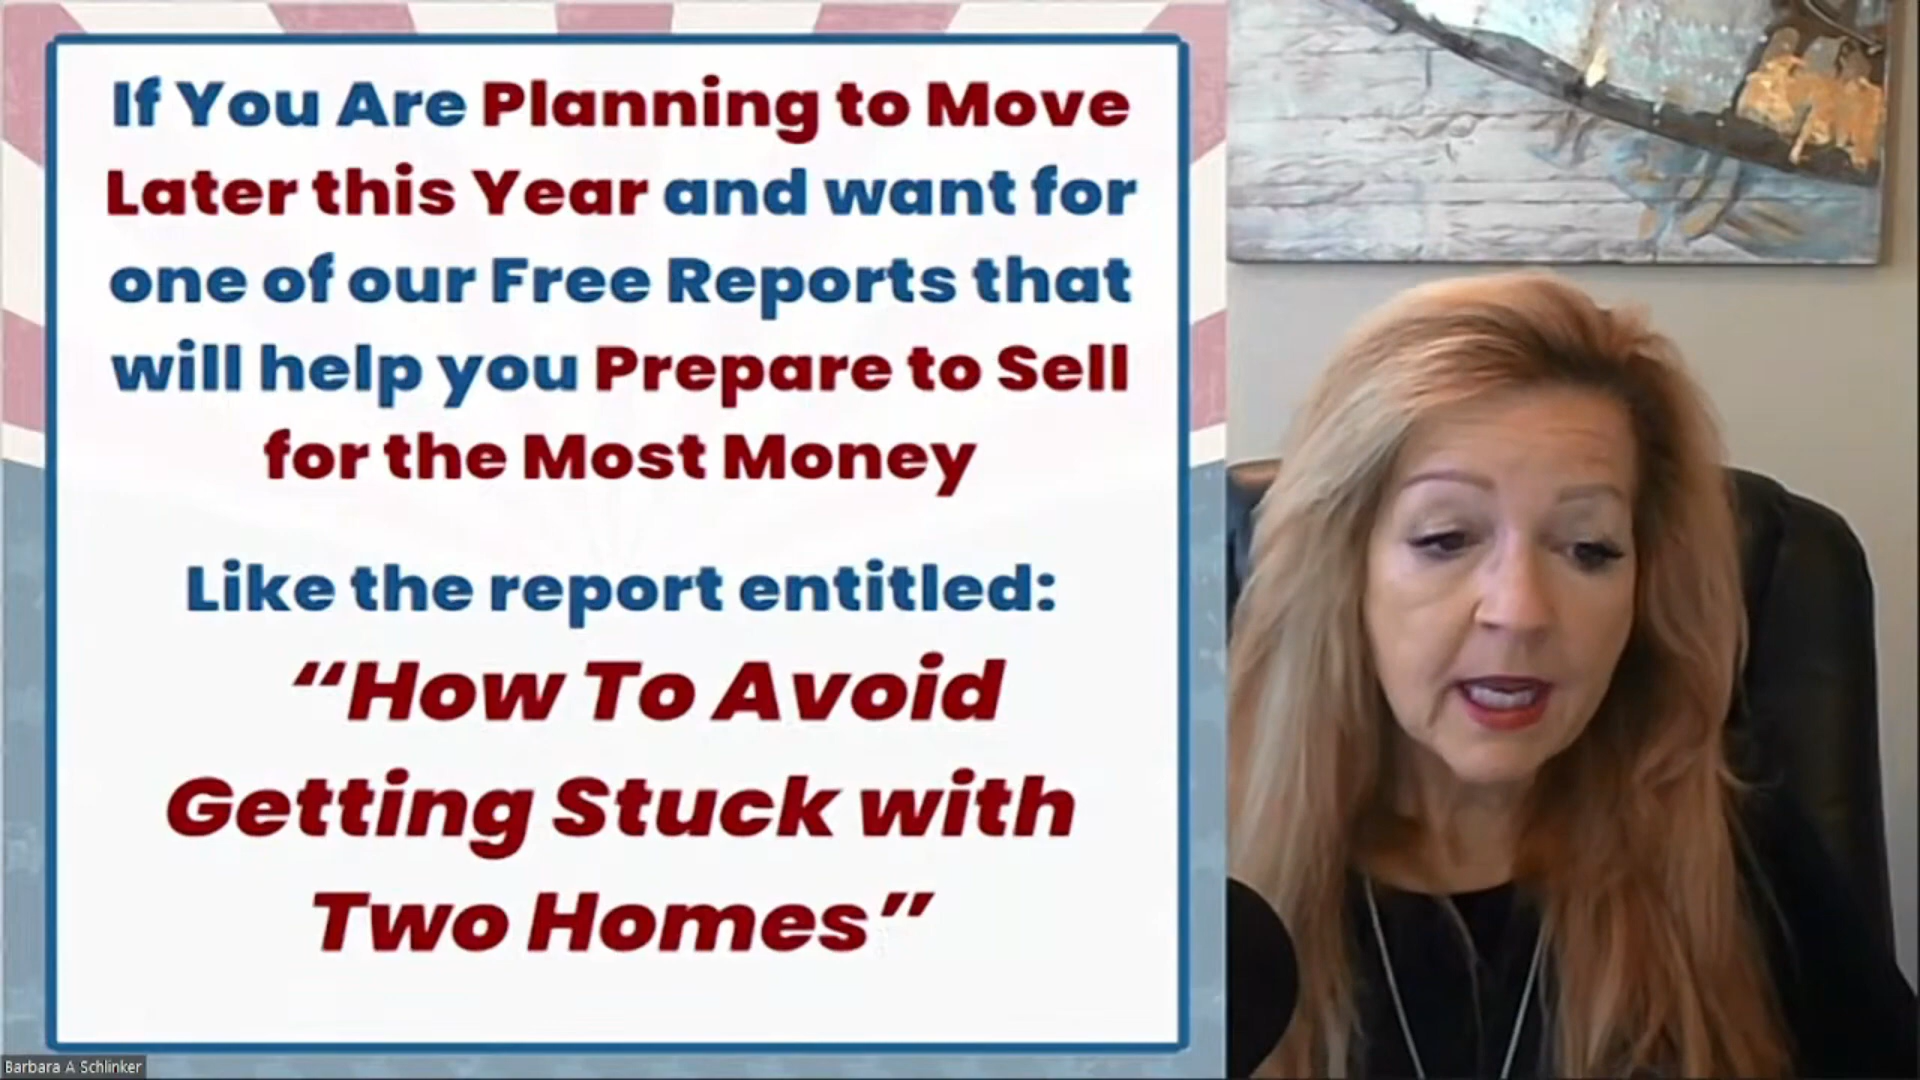 If You Are Planning to Move
Later this Year and want for
one of our Free Reports that
will help you Prepare to Sell
for the Most Money
Like the report entitled:
“How To Avoid
Getting Stuck with
Two Homes”
Barbara A Schlinker